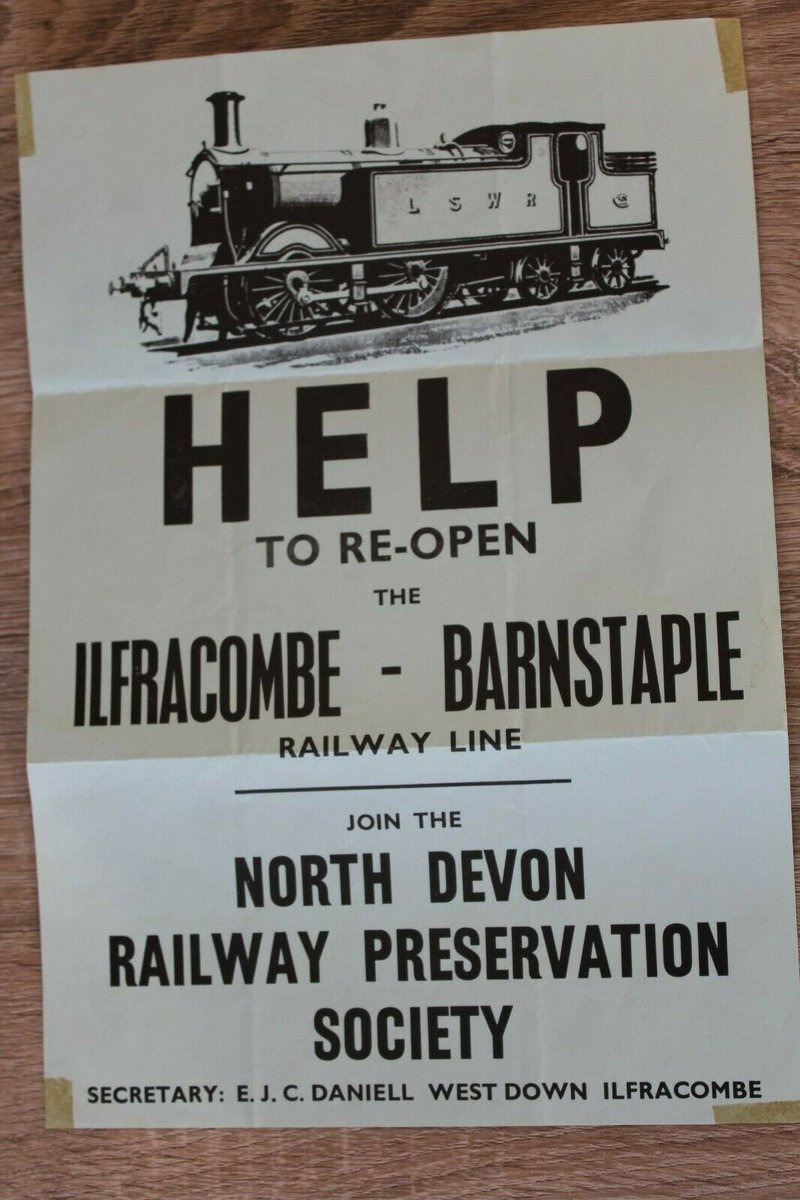 L S W R
HELP
TO RE-OPEN
THE
ILFRACOMBE - BARNSTAPLE
RAILWAY LINE
JOIN THE
NORTH DEVON
RAILWAY PRESERVATION
SOCIETY
SECRETARY: E. J. C. DANIELL WEST DOWN ILFRACOMBE